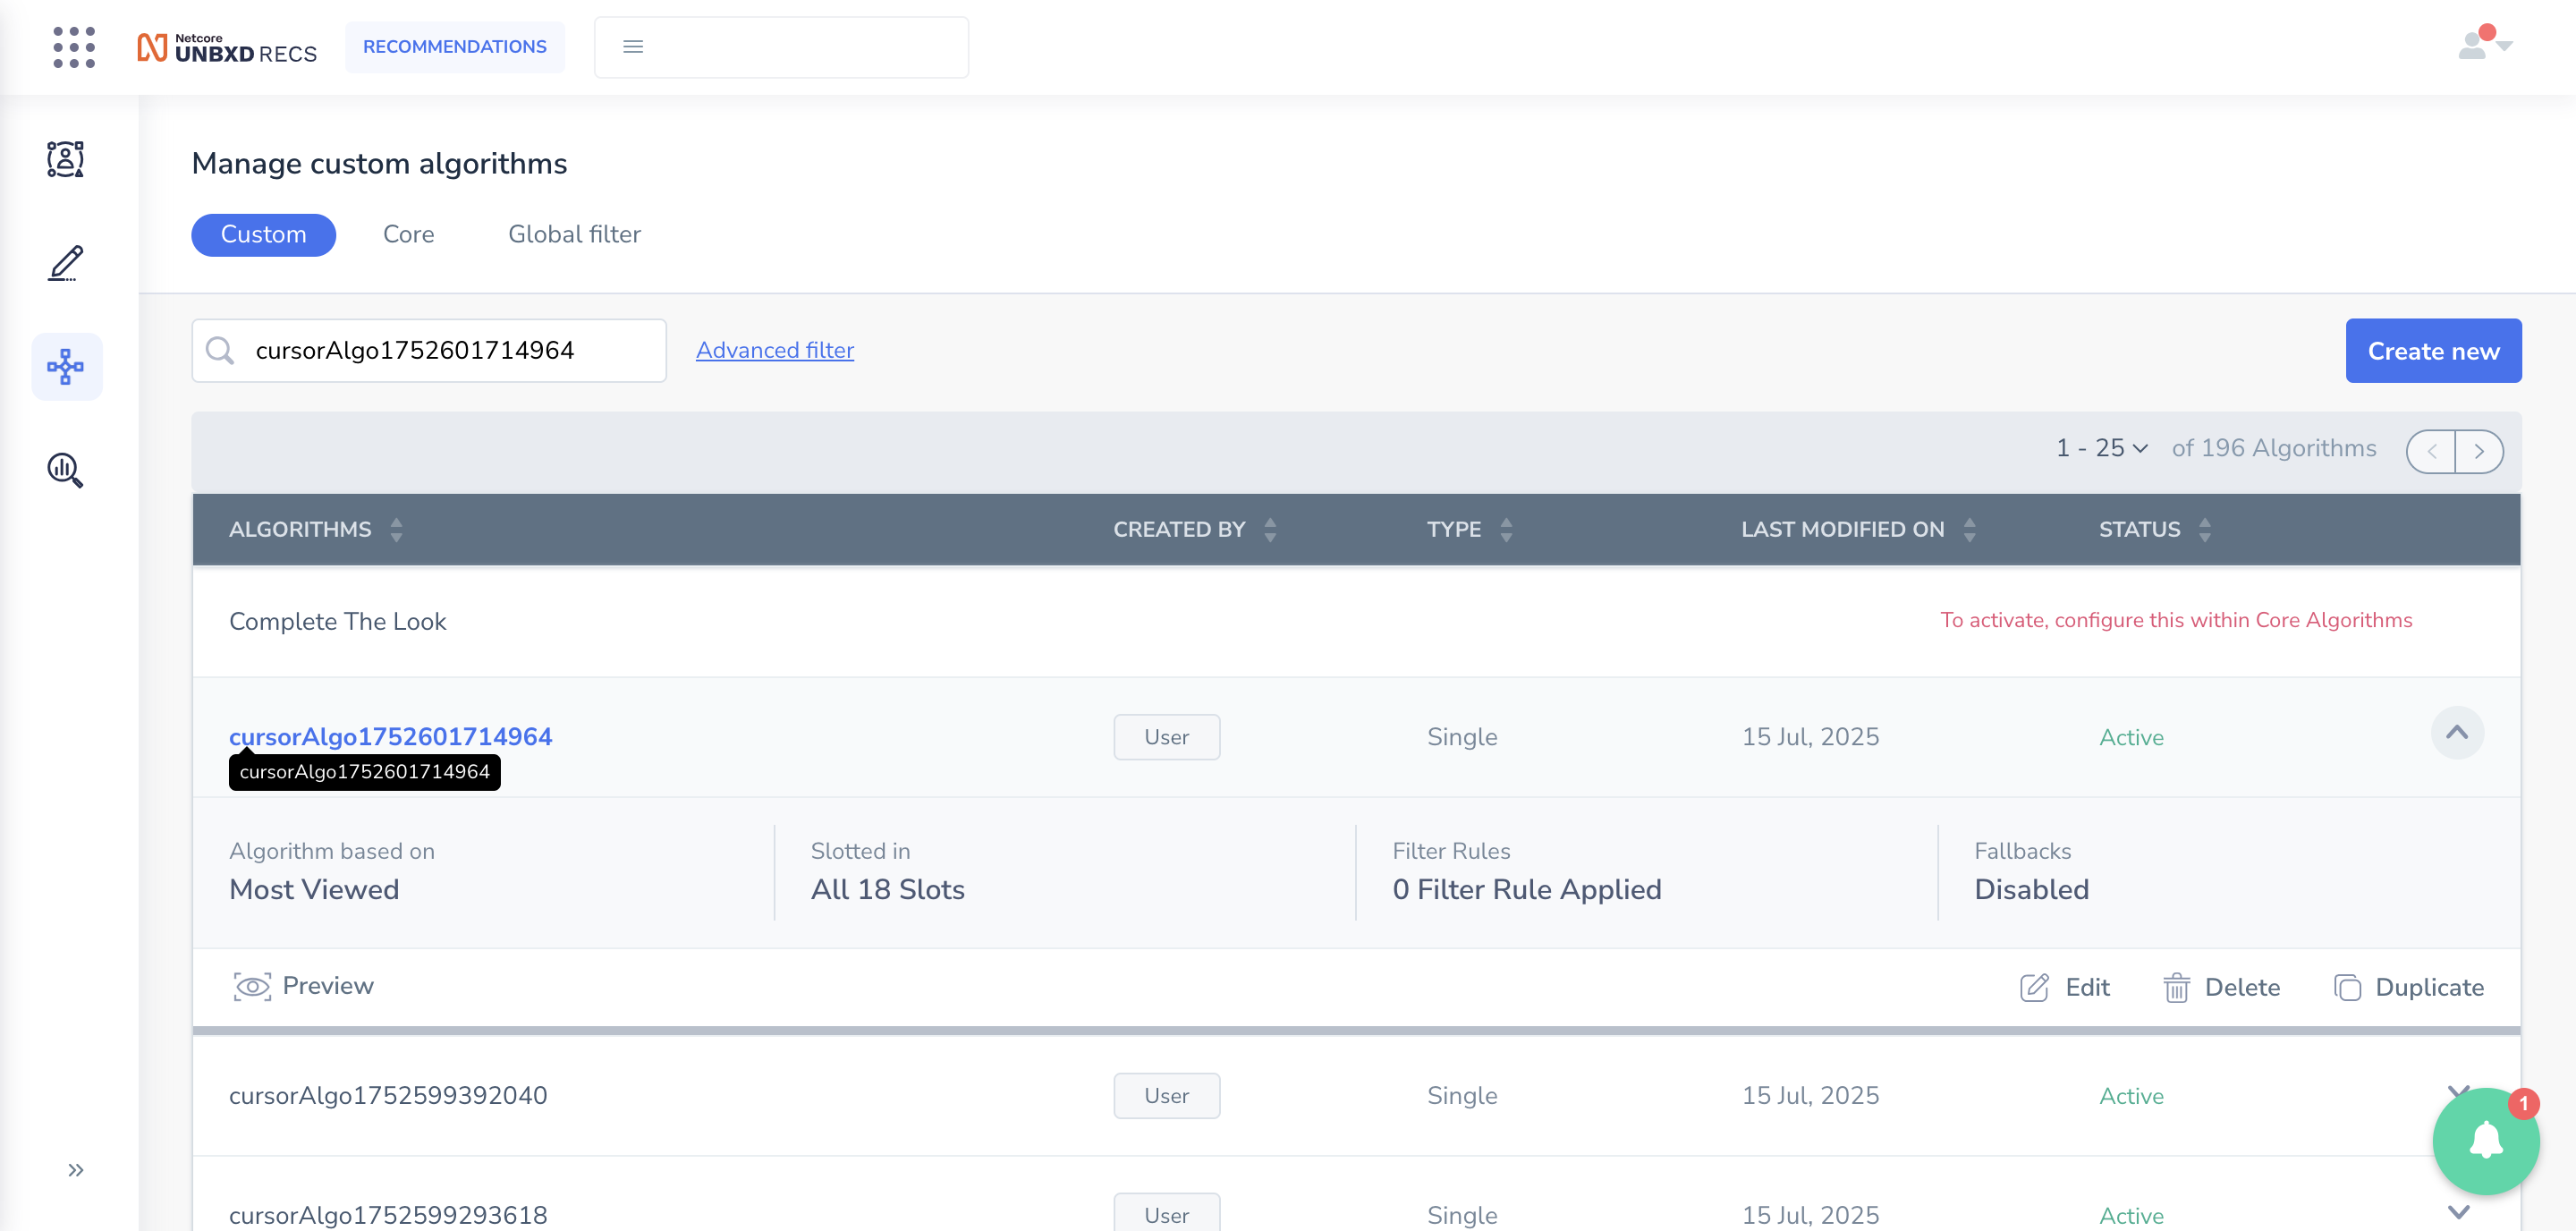 Netcore
UNBXD RECS
RECOMMENDATIONS
Manage custom algorithms
Custom Core Global filter
cursorAlgo1752601714964 Advanced filter Create new
1 - 25 of 196 Algorithms
ALGORITHMS CREATED BY TYPE LAST MODIFIED ON STATUS
Complete The Look To activate, configure this within Core Algorithms
cursorAlgo1752601714964 User Single 15 Jul, 2025 Active
cursorAlgo1752601714964
Algorithm based on Slotted in Filter Rules Fallbacks
Most Viewed All 18 Slots 0 Filter Rule Applied Disabled
Preview Edit Delete Duplicate
cursorAlgo1752599392040 User Single 15 Jul, 2025 Active
1
cursorAlgo1752599293618 User Single 15 Jul, 2025 Active